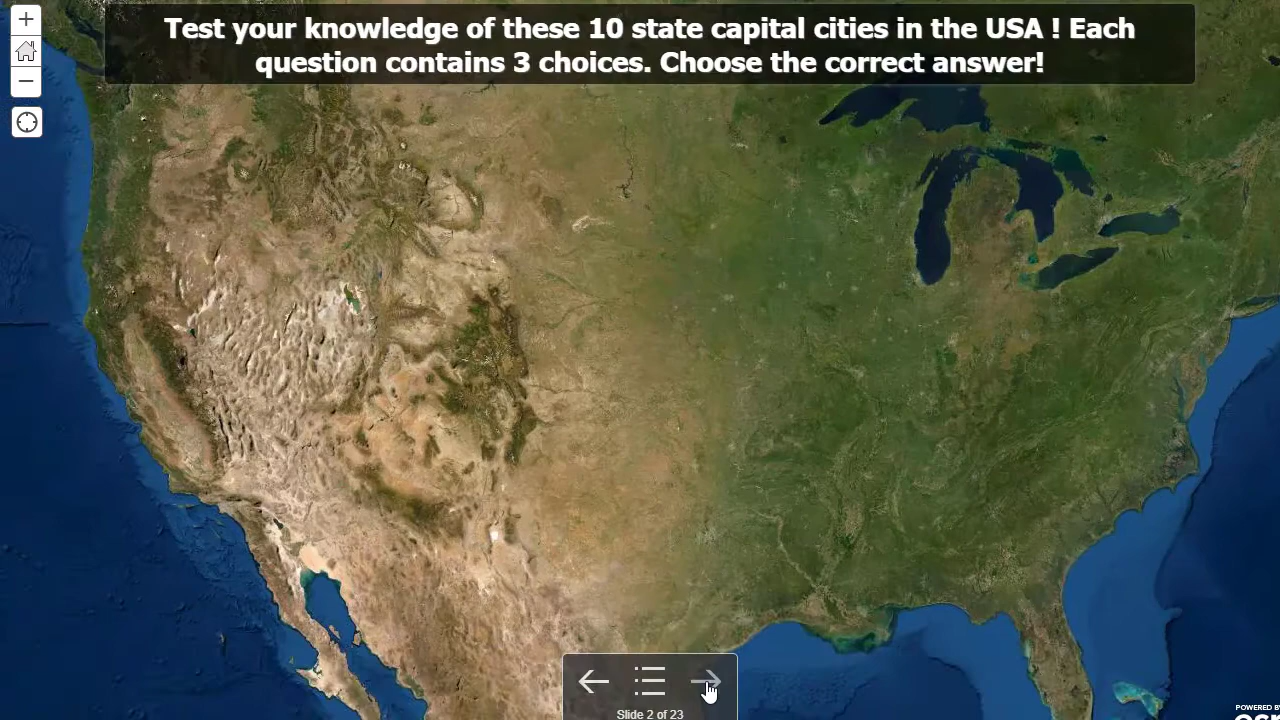 Test your knowledge of these 10 state capital cities in the USA ! Each
question contains 3 choices. Choose the correct answer!
Slide 2 of 23
POWERED BY